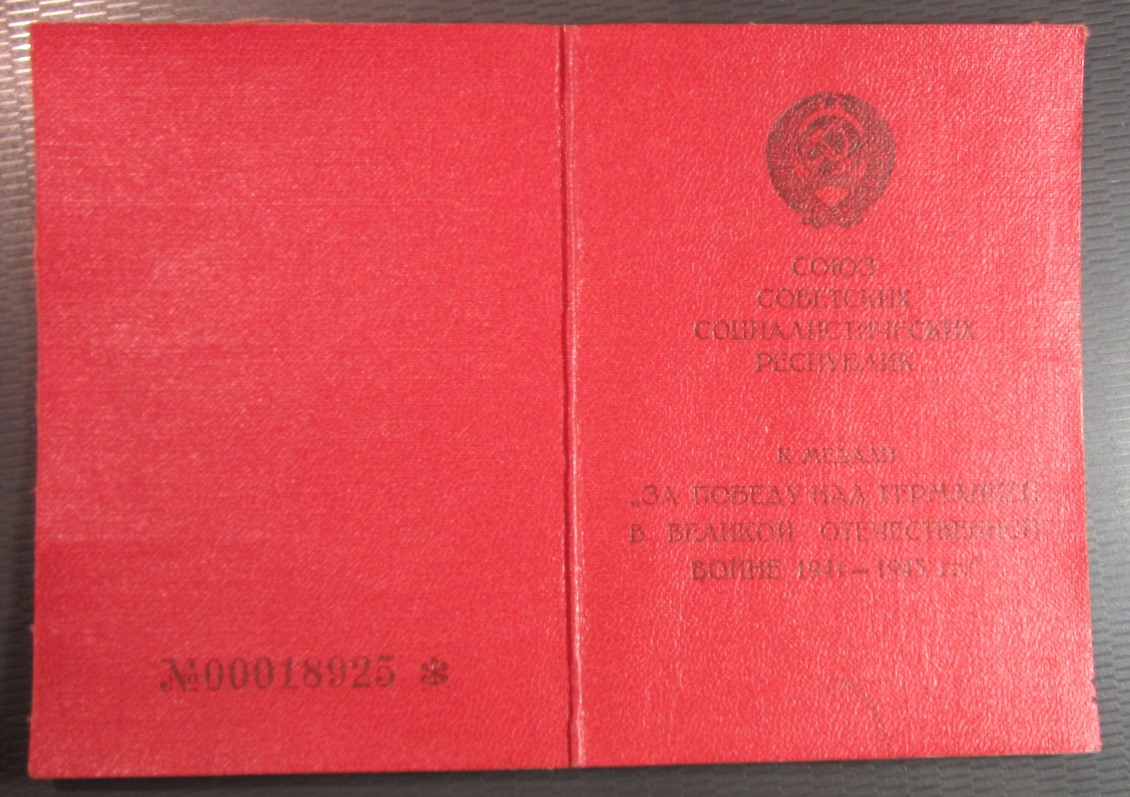 №00018925 *
СОЮЗ
СОВЕТСКИХ
СОЦИАЛИСТИЧЕСКИХ
РЕСПУБЛИК
К МЕДАЛИ
„ЗА ПОБЕДУ НАД ГЕРМАНИЕЙ
В ВЕЛИКОЙ ОТЕЧЕСТВЕННОЙ
ВОЙНЕ 1941—1945 гг."